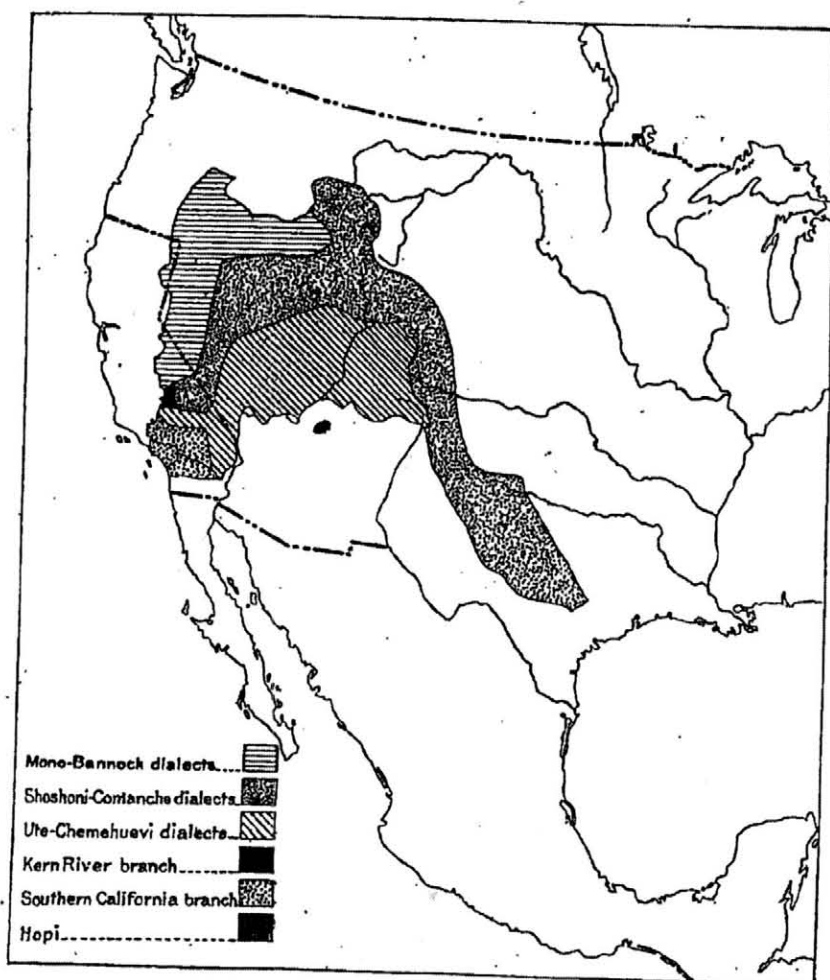 Mono-Bannock dialects
Shoshoni-Comanche dialects
Ute-Chemehuevi dialects
Kern River branch
Southern California branch
Hopi